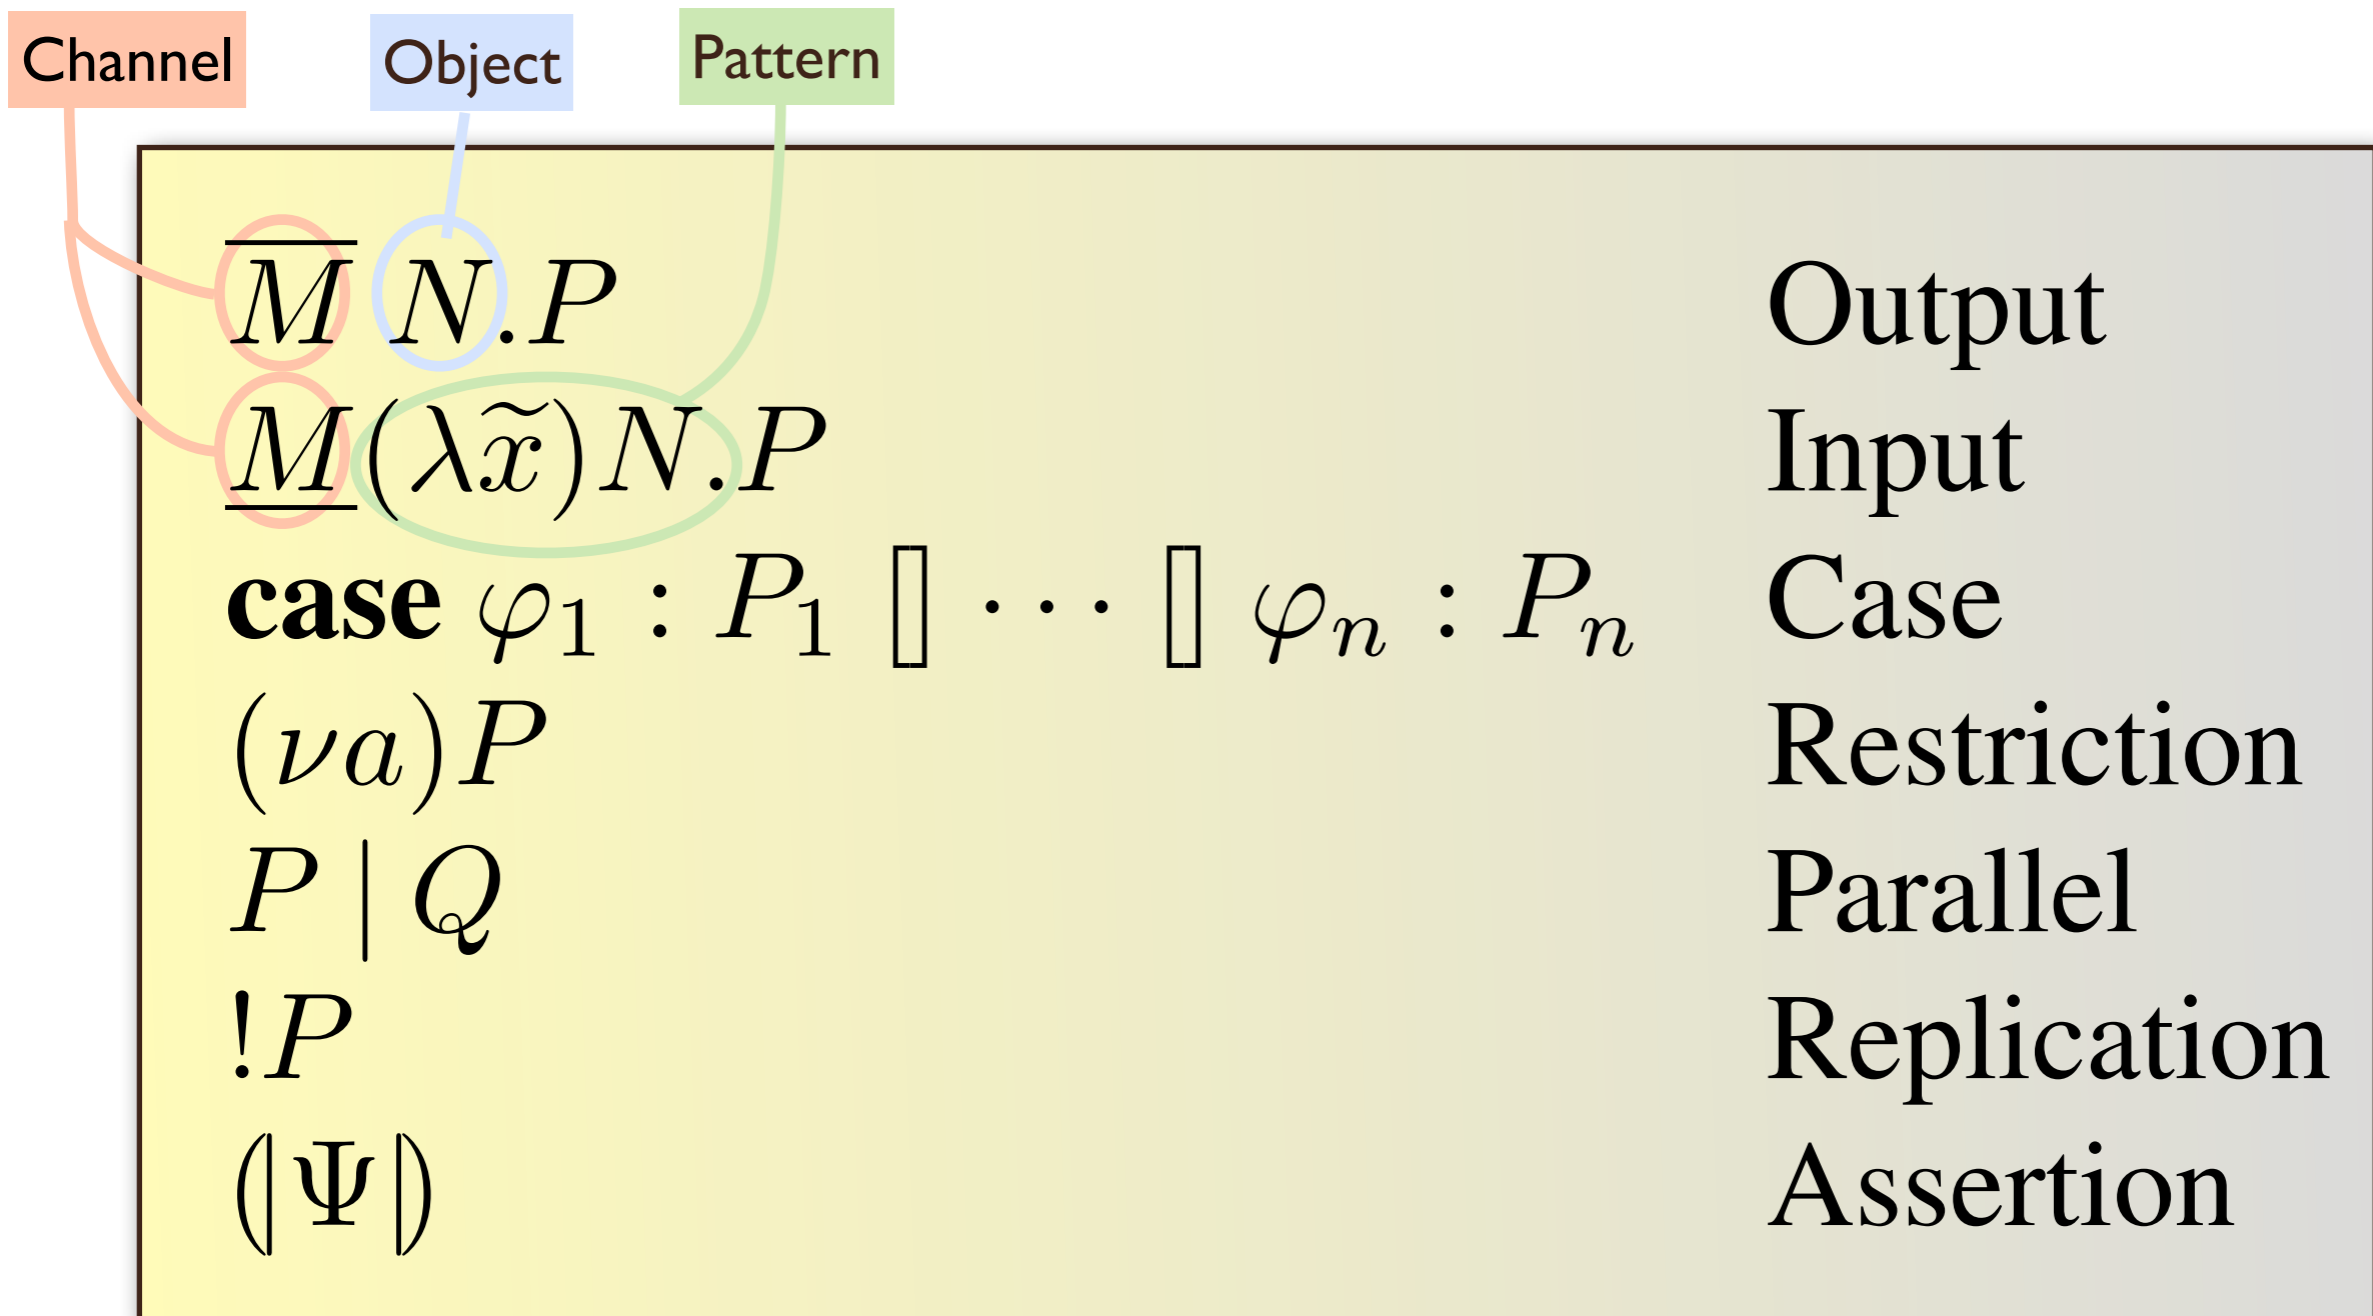 Channel Object Pattern
M̅ N.P Output
M̲(λx̃)N.P Input
case φ₁ : P₁ [] ⋯ [] φₙ : Pₙ Case
(νa)P Restriction
P | Q Parallel
!P Replication
(|Ψ|) Assertion